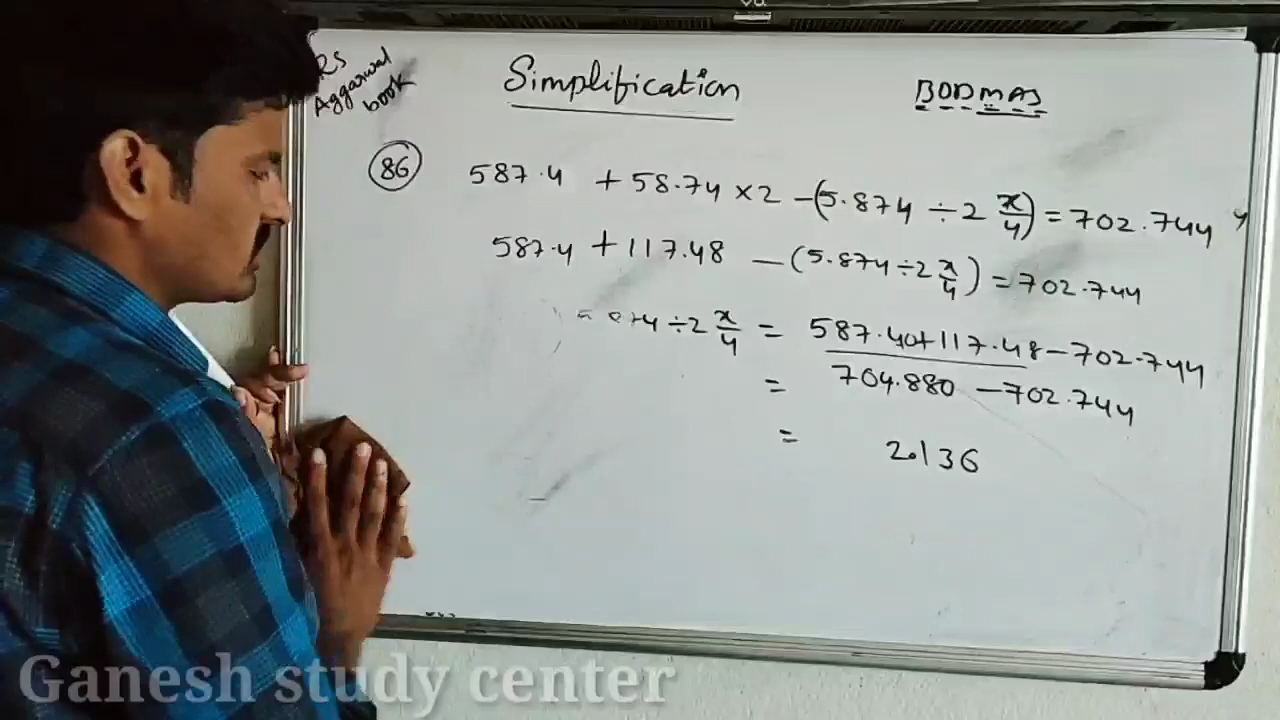 RS
Aggarwal
book
Simplification
BODMAS
86
587.4 + 58.74 × 2 – (5.874 ÷ 2 x/4) = 702.744
587.4 + 117.48 – (5.874 ÷ 2 x/4) = 702.744
÷ 2 x/4 = 587.40 + 117.48 – 702.744
= 704.880 – 702.744
= 2.136
Ganesh study center